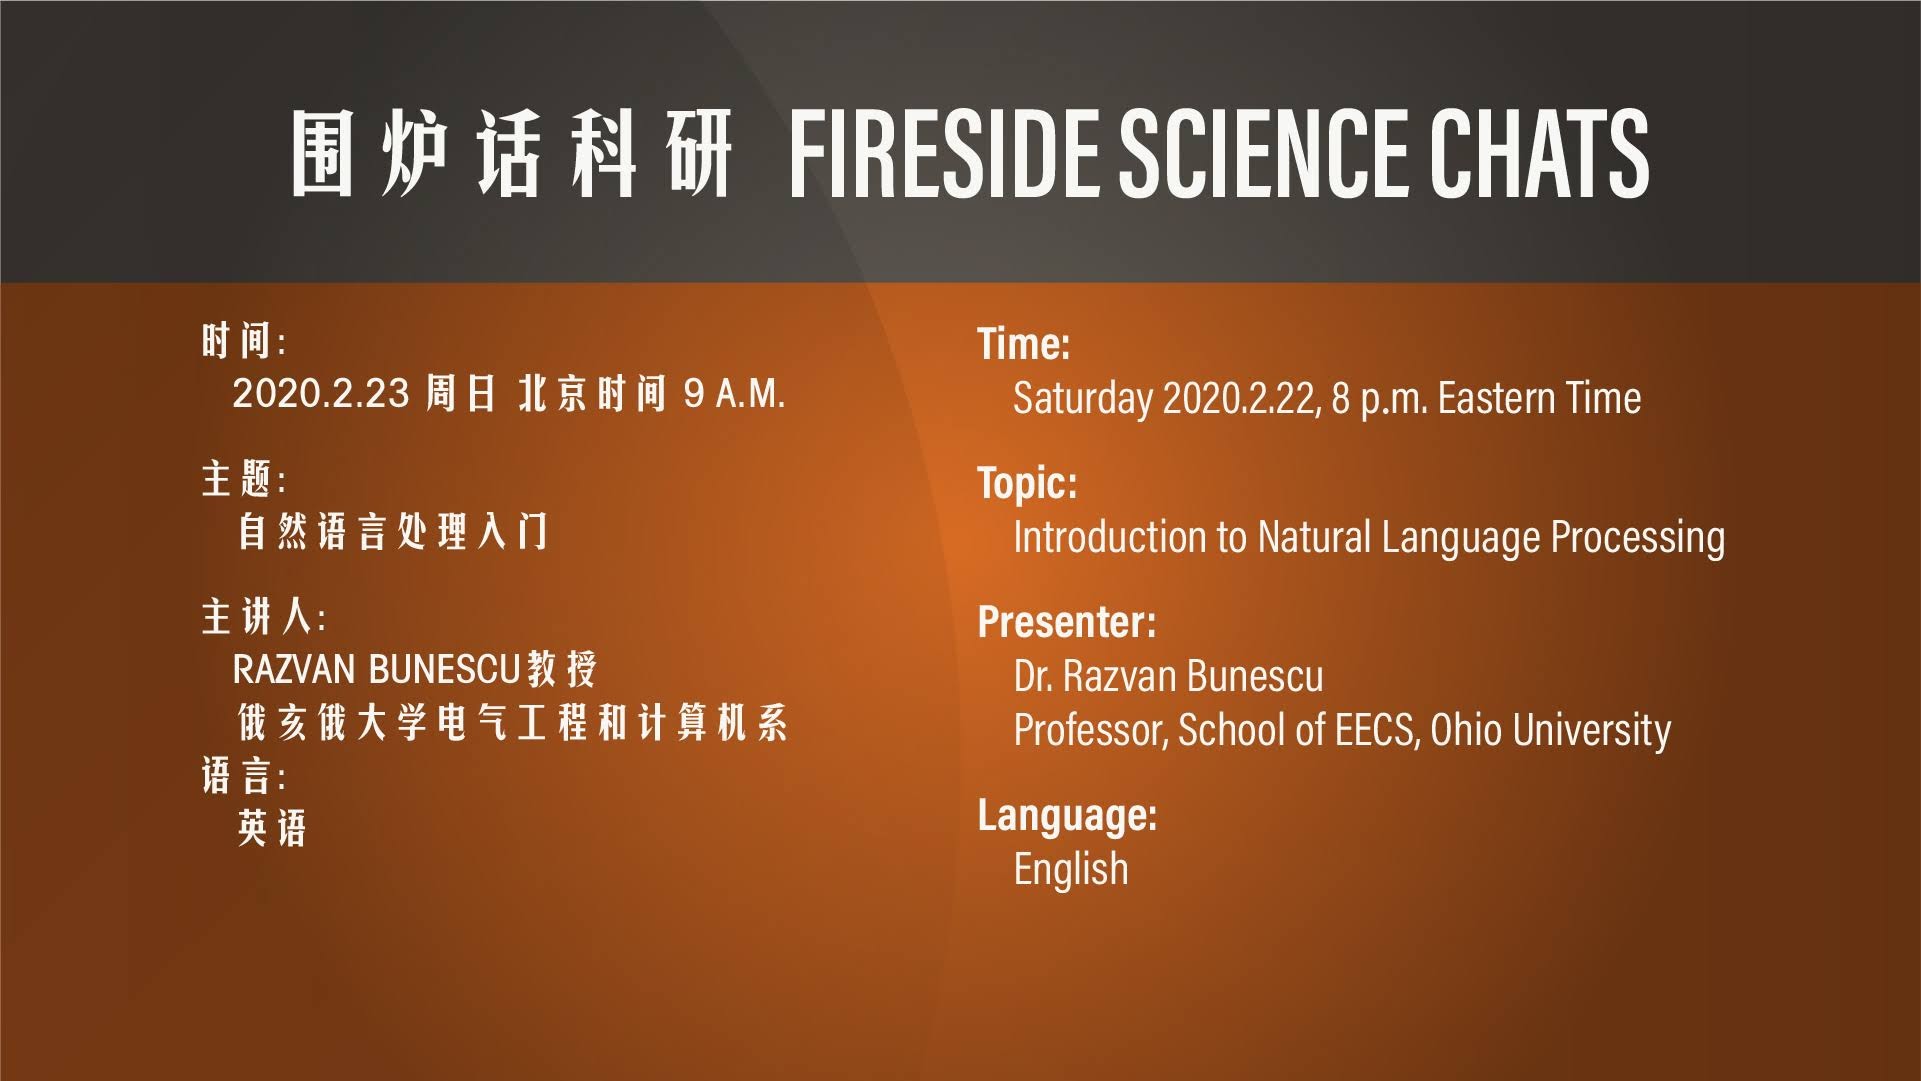 围炉话科研 FIRESIDE SCIENCE CHATS
时间:
2020.2.23 周日 北京时间 9 A.M.
主题:
自然语言处理入门
主讲人:
RAZVAN BUNESCU教授
俄亥俄大学电气工程和计算机系
语言:
英语
Time:
Saturday 2020.2.22, 8 p.m. Eastern Time
Topic:
Introduction to Natural Language Processing
Presenter:
Dr. Razvan Bunescu
Professor, School of EECS, Ohio University
Language:
English